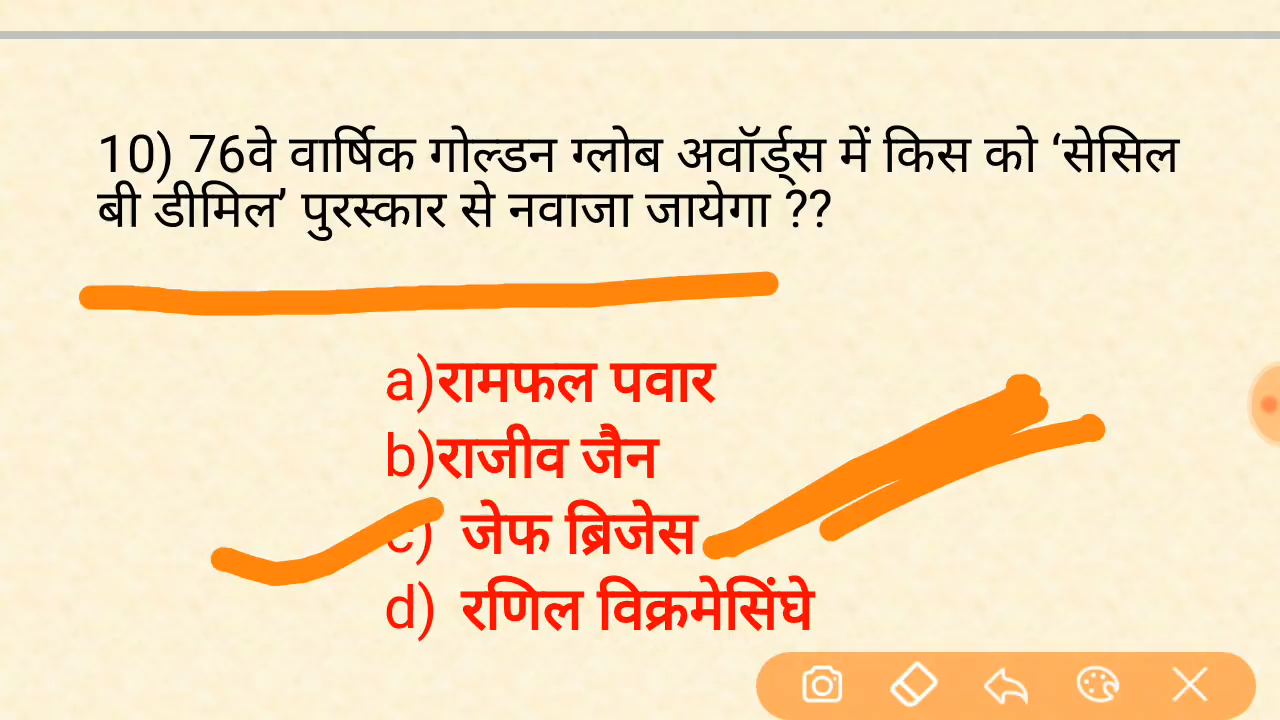 10) 76वे वार्षिक गोल्डन ग्लोब अवॉर्ड्स में किस को ‘सेसिल
बी डीमिल’ पुरस्कार से नवाजा जायेगा ??
a)रामफल पवार
b)राजीव जैन
c) जेफ ब्रिजेस
d) रणिल विक्रमेसिंघे